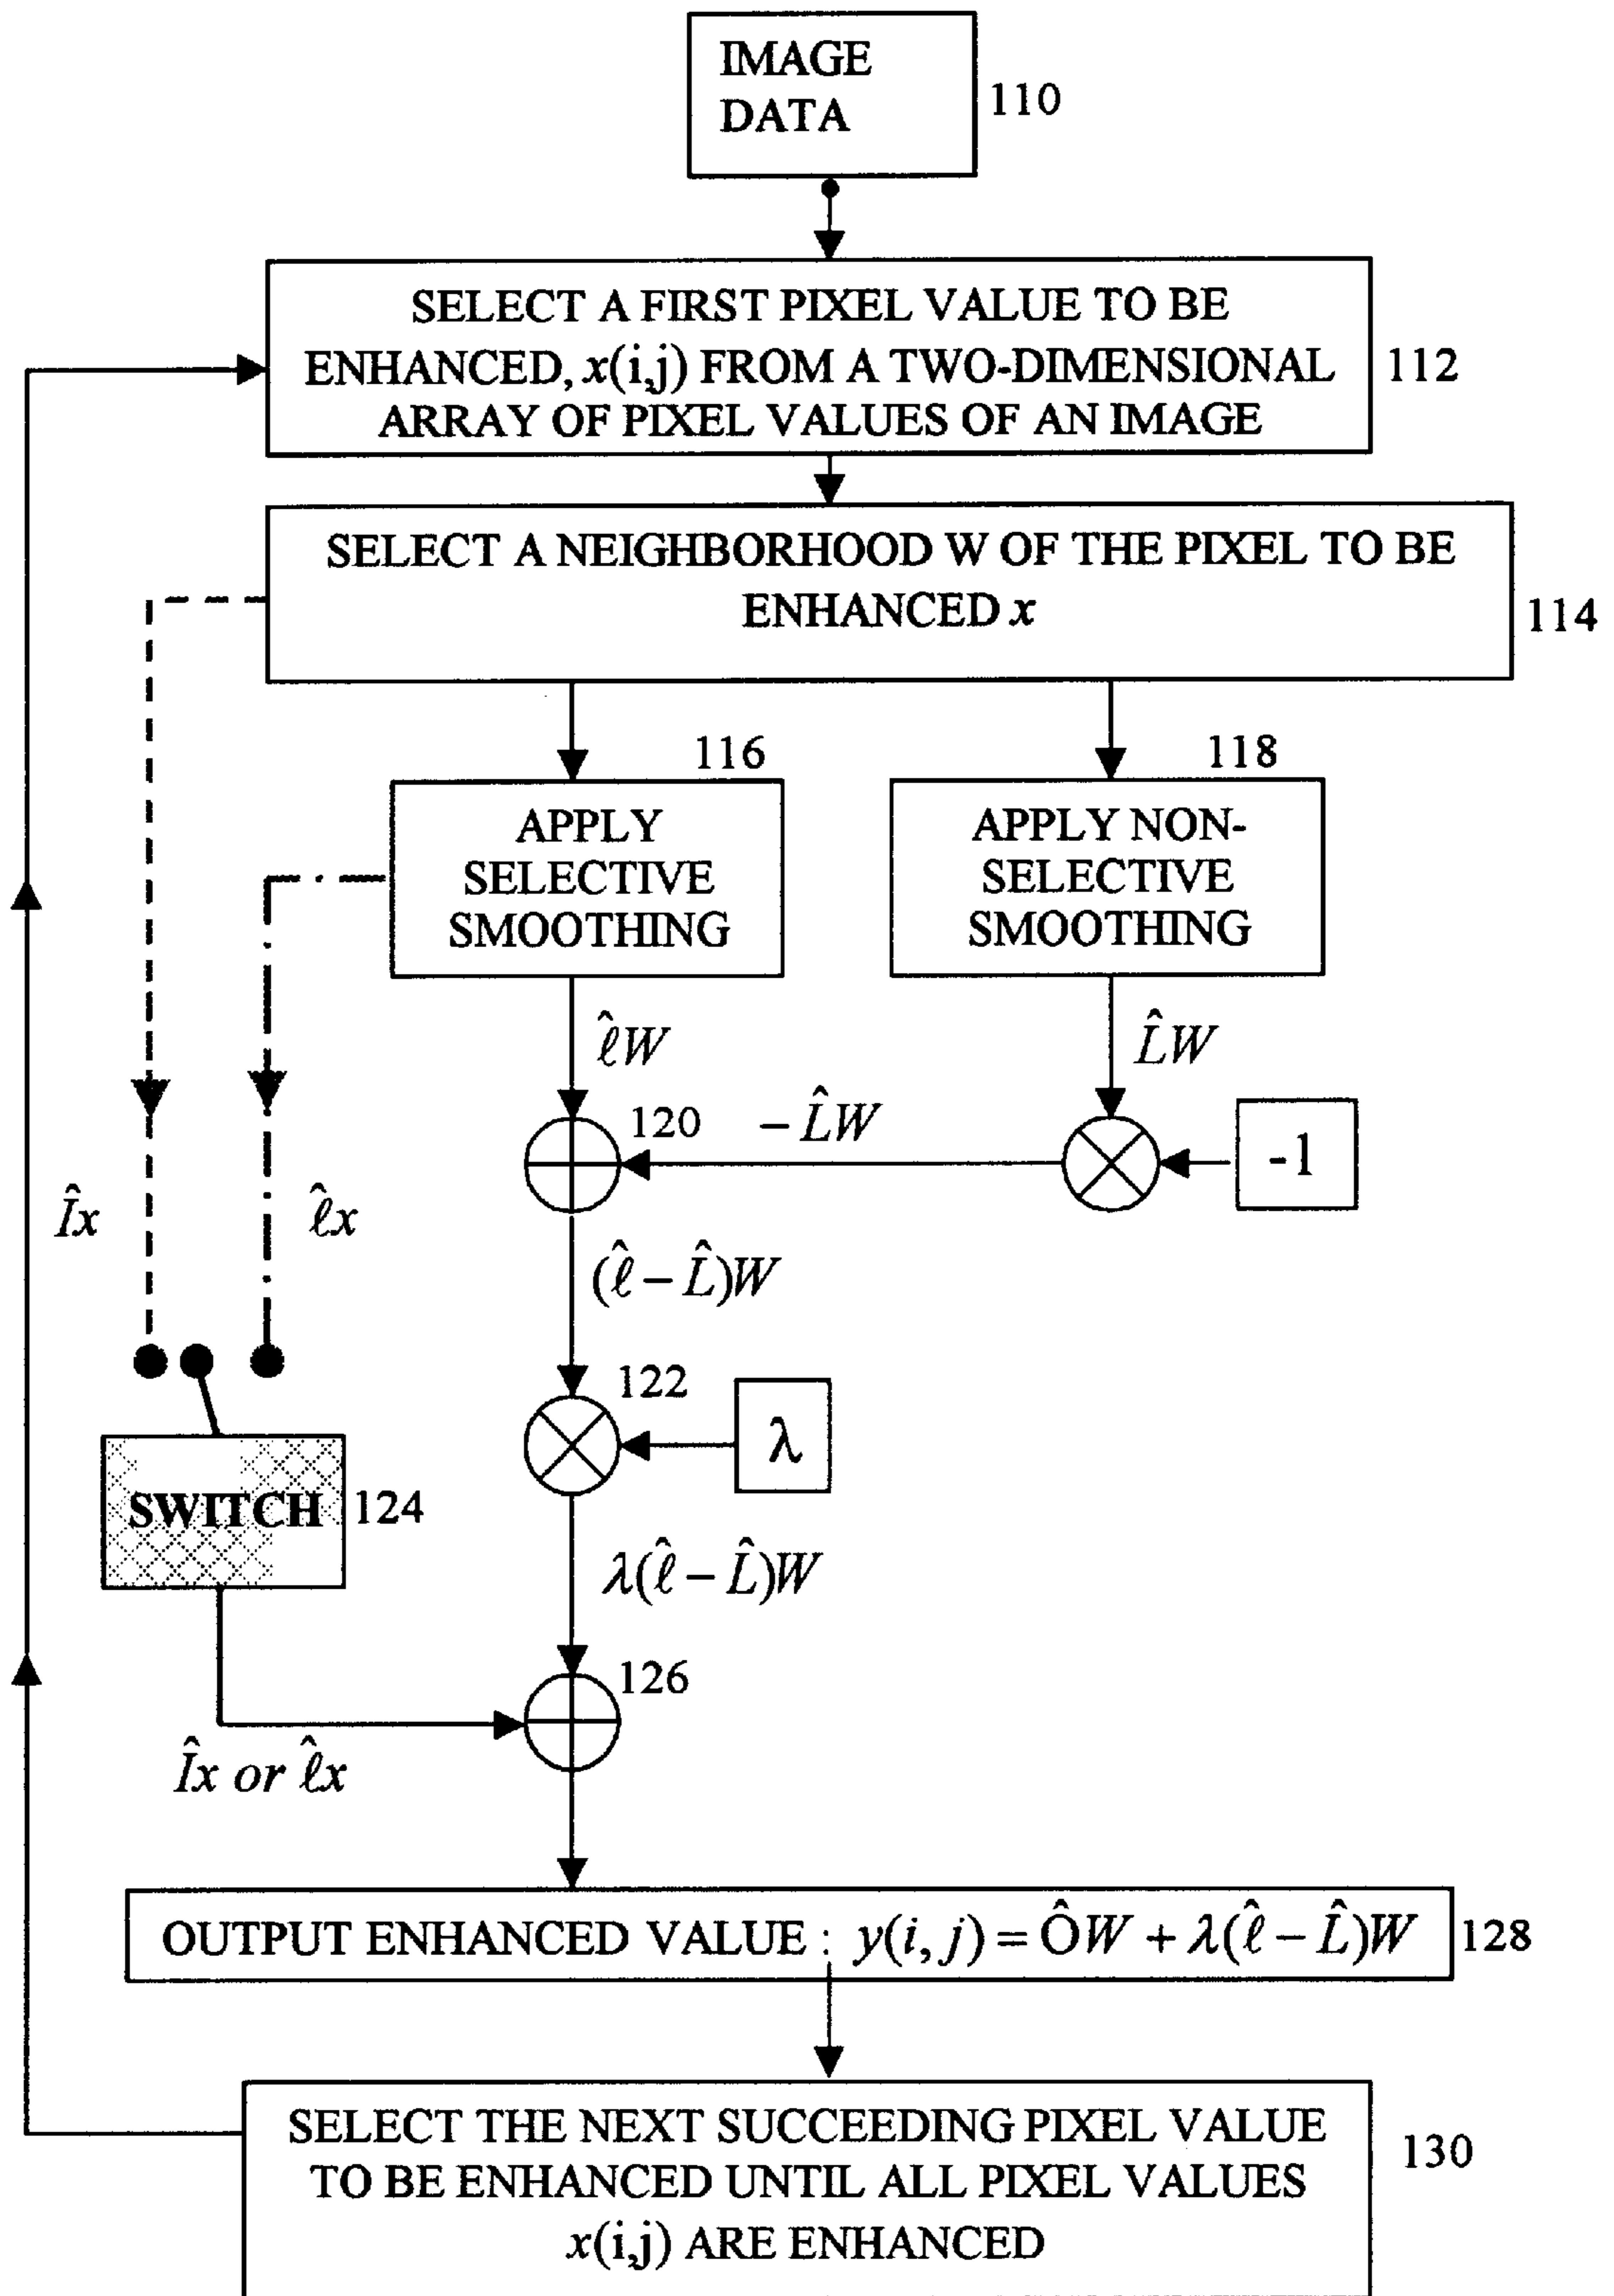 IMAGE
DATA
110
SELECT A FIRST PIXEL VALUE TO BE
ENHANCED, x(i,j) FROM A TWO-DIMENSIONAL
ARRAY OF PIXEL VALUES OF AN IMAGE
112
SELECT A NEIGHBORHOOD W OF THE PIXEL TO BE
ENHANCED x
114
116
118
APPLY
SELECTIVE
SMOOTHING
APPLY NON-
SELECTIVE
SMOOTHING
ℓ̂W
L̂W
120
−L̂W
-1
Îx
ℓ̂x
(ℓ̂ − L̂)W
122
λ
SWITCH
124
λ(ℓ̂ − L̂)W
126
Îx or ℓ̂x
OUTPUT ENHANCED VALUE : y(i, j) = ÔW + λ(ℓ̂ − L̂)W
128
SELECT THE NEXT SUCCEEDING PIXEL VALUE
TO BE ENHANCED UNTIL ALL PIXEL VALUES
x(i,j) ARE ENHANCED
130